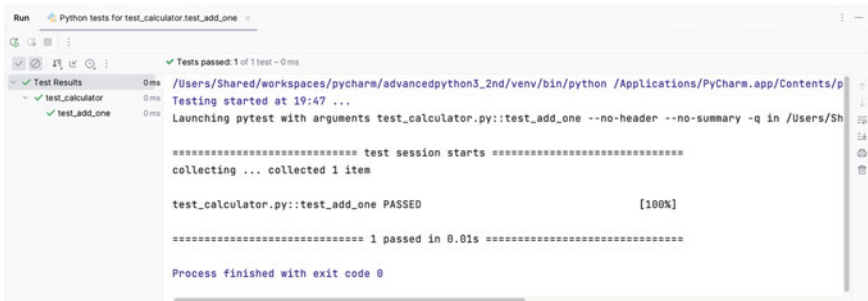 Run Python tests for test_calculator.test_add_one ×
✓ Tests passed: 1 of 1 test – 0 ms
Test Results 0 ms
test_calculator 0 ms
test_add_one 0 ms
/Users/Shared/workspaces/pycharm/advancedpython3_2nd/venv/bin/python /Applications/PyCharm.app/Contents/p
Testing started at 19:47 ...
Launching pytest with arguments test_calculator.py::test_add_one --no-header --no-summary -q in /Users/Sh
============================= test session starts ==============================
collecting ... collected 1 item
test_calculator.py::test_add_one PASSED [100%]
============================== 1 passed in 0.01s ===============================
Process finished with exit code 0